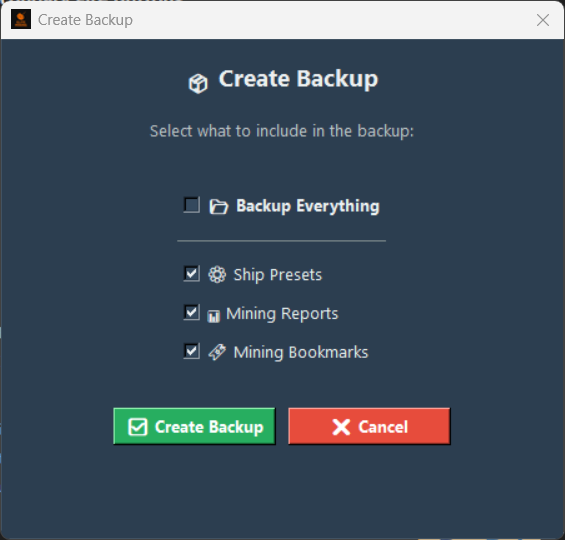 Create Backup
Create Backup
Select what to include in the backup:
Backup Everything
Ship Presets
Mining Reports
Mining Bookmarks
Create Backup
Cancel